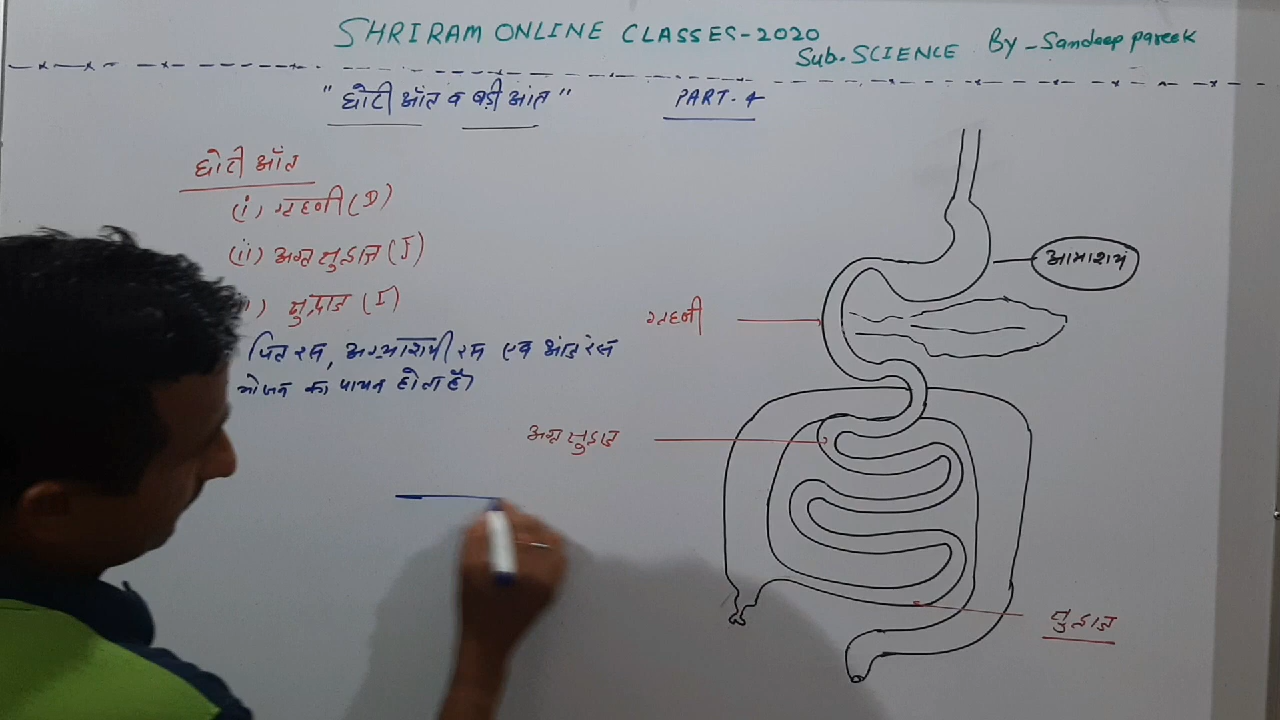 SHRIRAM ONLINE CLASSES-2020
Sub. SCIENCE By - Sandeep pareek
"छोटी आंत व बड़ी आंत" PART-4
छोटी आंत
(i) ग्रहणी (D)
(ii) अग्रक्षुद्रांत्र (J)
) क्षुद्रांत्र (I)
पित रस, अग्नाशयी रस एवं आंत्र रस
भोजन का पाचन होता है।
आमाशय
ग्रहणी
अग्रक्षुद्रांत्र
क्षुद्रांत्र